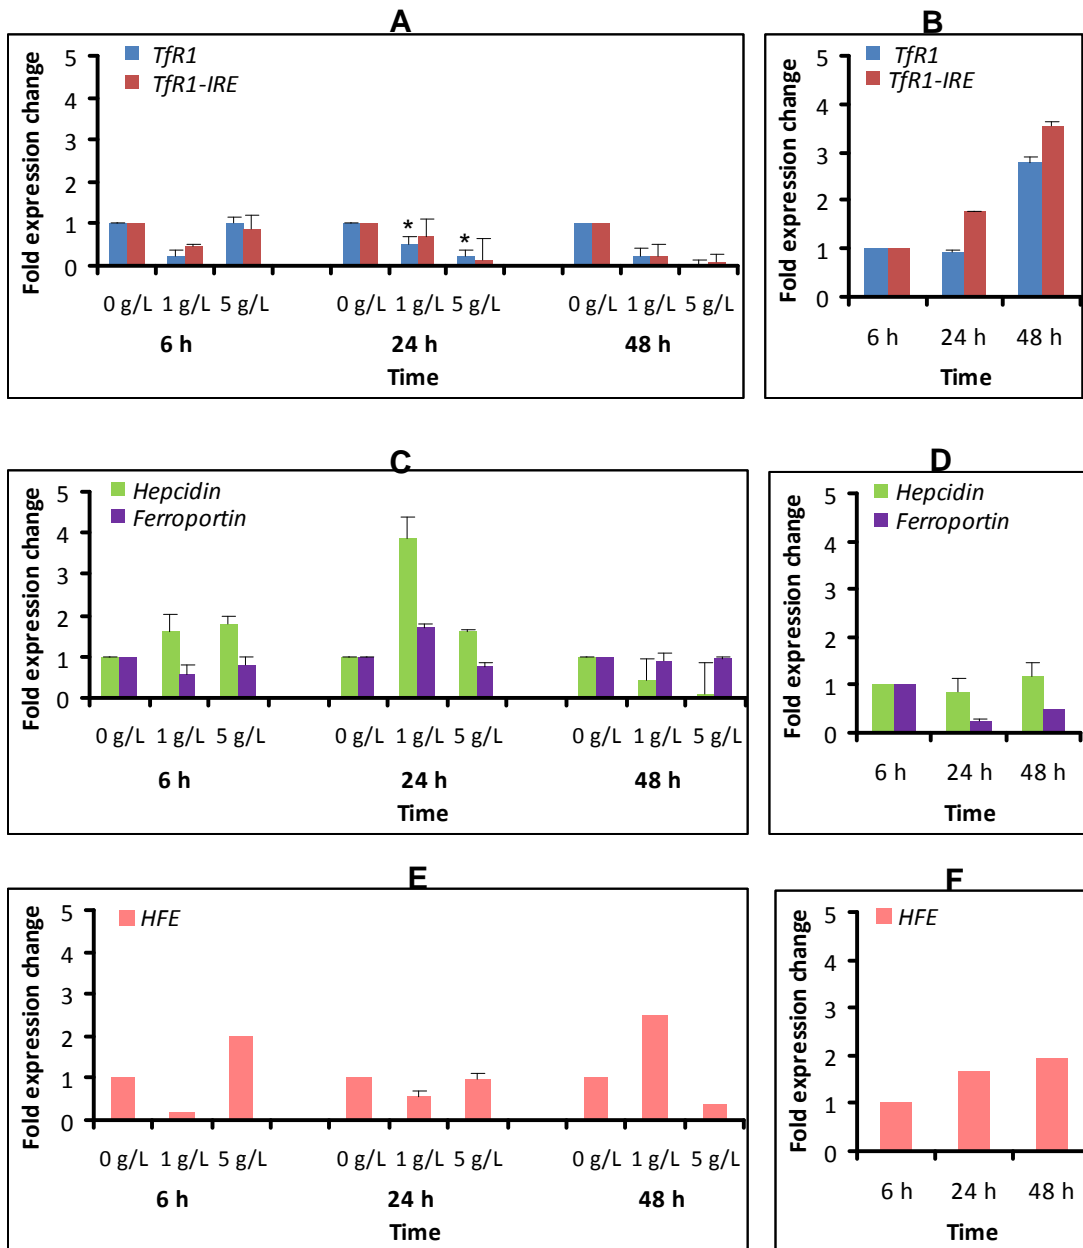 A
Fold expression change
5
4
3
2
1
0
TfR1
TfR1-IRE
* *
0 g/L 1 g/L 5 g/L 0 g/L 1 g/L 5 g/L 0 g/L 1 g/L 5 g/L
6 h 24 h 48 h
Time
B
Fold expression change
5
4
3
2
1
0
TfR1
TfR1-IRE
6 h 24 h 48 h
Time
C
Fold expression change
5
4
3
2
1
0
Hepcidin
Ferroportin
0 g/L 1 g/L 5 g/L 0 g/L 1 g/L 5 g/L 0 g/L 1 g/L 5 g/L
6 h 24 h 48 h
Time
D
Fold expression change
5
4
3
2
1
0
Hepcidin
Ferroportin
6 h 24 h 48 h
Time
E
Fold expression change
5
4
3
2
1
0
HFE
0 g/L 1 g/L 5 g/L 0 g/L 1 g/L 5 g/L 0 g/L 1 g/L 5 g/L
6 h 24 h 48 h
Time
F
Fold expression change
5
4
3
2
1
0
HFE
6 h 24 h 48 h
Time